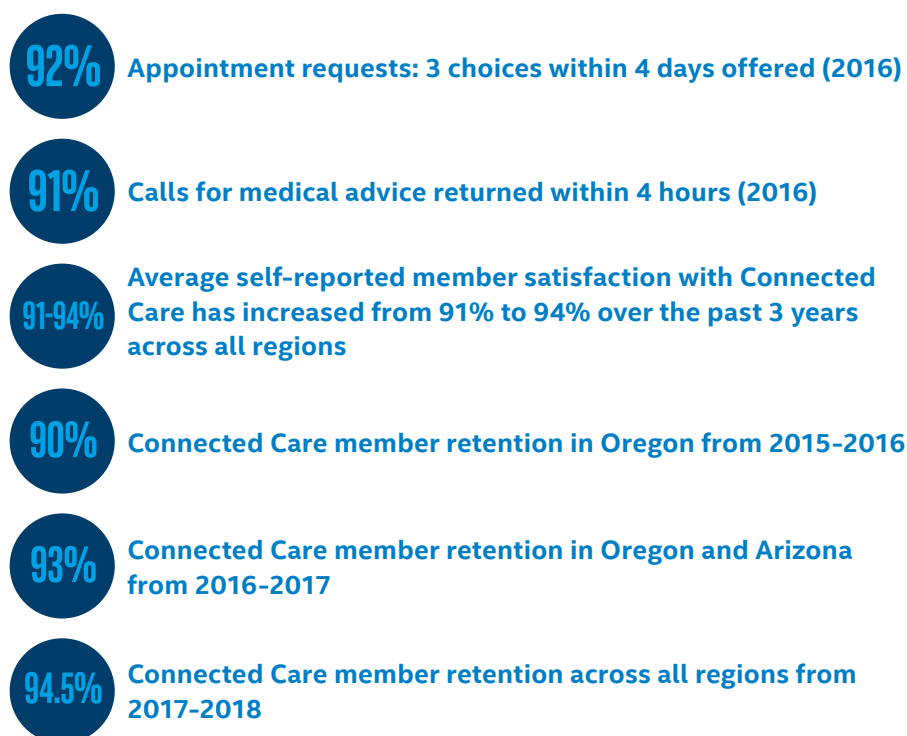 92%
Appointment requests: 3 choices within 4 days offered (2016)
91%
Calls for medical advice returned within 4 hours (2016)
91-94%
Average self-reported member satisfaction with Connected
Care has increased from 91% to 94% over the past 3 years
across all regions
90%
Connected Care member retention in Oregon from 2015-2016
93%
Connected Care member retention in Oregon and Arizona
from 2016-2017
94.5%
Connected Care member retention across all regions from
2017-2018